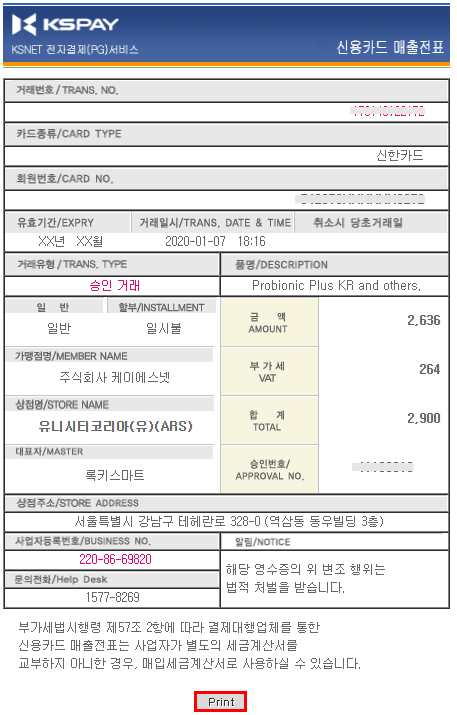 KSPAY
KSNET 전자결제(PG)서비스
신용카드 매출전표
거래번호/TRANS. NO.
카드종류/CARD TYPE
신한카드
회원번호/CARD NO.
유효기간/EXPRY 거래일시/TRANS. DATE & TIME 취소시 당초거래일
XX년 XX월 2020-01-07 18:16
거래유형/TRANS. TYPE 품명/DESCRIPTION
승인 거래 Probionic Plus KR and others.
일 반 할부/INSTALLMENT
일반 일시불
금 액
AMOUNT
2,636
가맹점명/MEMBER NAME
주식회사 케이에스넷
부 가 세
VAT
264
상점명/STORE NAME
유니시티코리아(유)(ARS)
합 계
TOTAL
2,900
대표자/MASTER
록키스마트
승인번호/
APPROVAL NO.
상점주소/STORE ADDRESS
서울특별시 강남구 테헤란로 328-0 (역삼동 동우빌딩 3층)
사업자등록번호/BUSINESS NO. 알림/NOTICE
220-86-69820
해당 영수증의 위 변조 행위는
법적 처벌을 받습니다.
문의전화/Help Desk
1577-8269
부가세법시행령 제57조 2항에 따라 결제대행업체를 통한
신용카드 매출전표는 사업자가 별도의 세금계산서를
교부하지 아니한 경우, 매입세금계산서로 사용하실 수 있습니다.
Print